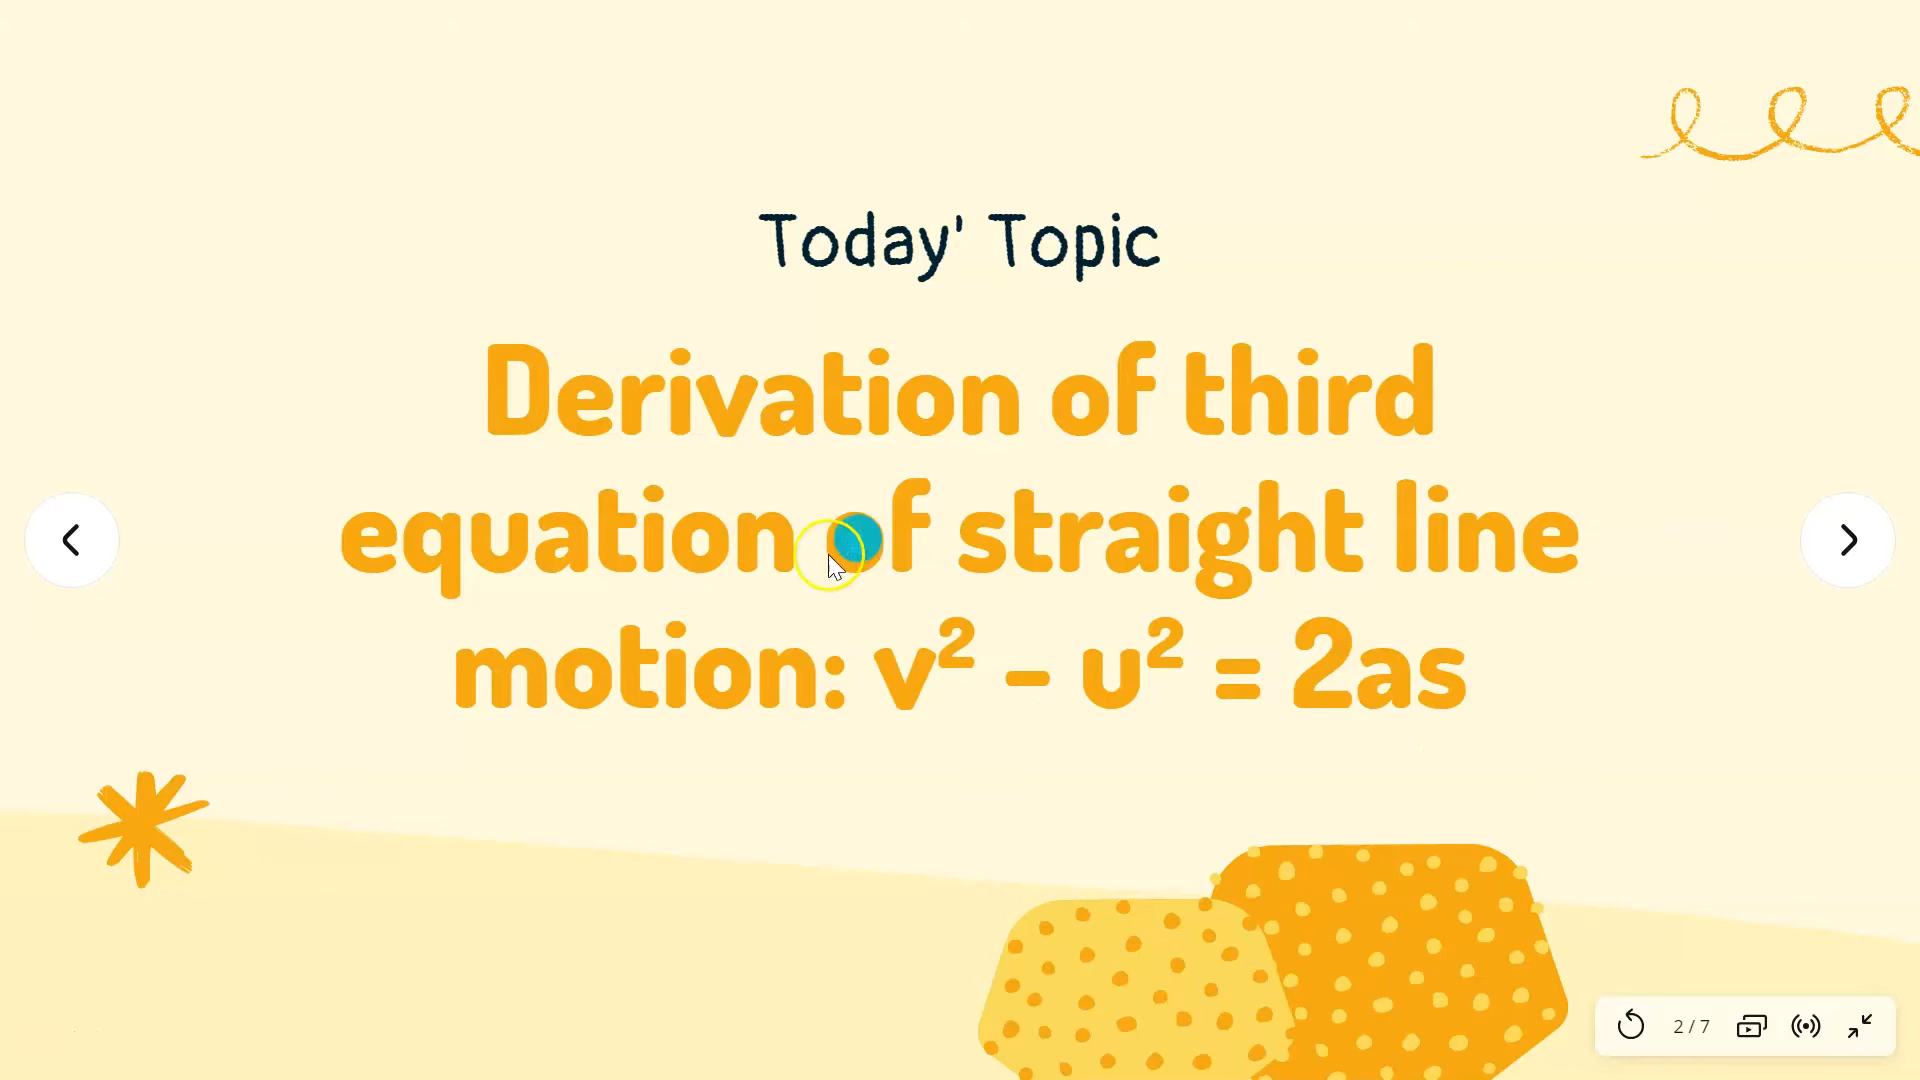 Today' Topic
Derivation of third
equation of straight line
motion: v² - u² = 2as
2 / 7